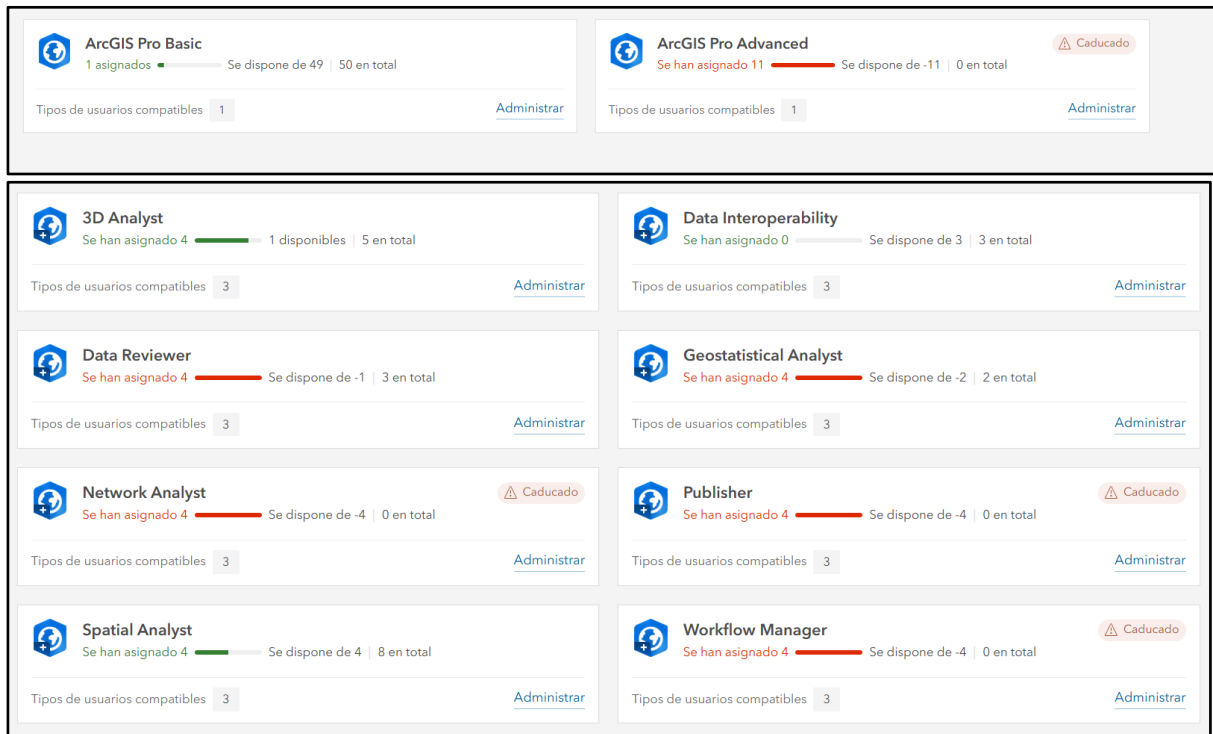 ArcGIS Pro Basic
1 asignados Se dispone de 49 | 50 en total
Tipos de usuarios compatibles 1 Administrar
ArcGIS Pro Advanced Caducado
Se han asignado 11 Se dispone de -11 | 0 en total
Tipos de usuarios compatibles 1 Administrar
3D Analyst
Se han asignado 4 1 disponibles | 5 en total
Tipos de usuarios compatibles 3 Administrar
Data Interoperability
Se han asignado 0 Se dispone de 3 | 3 en total
Tipos de usuarios compatibles 3 Administrar
Data Reviewer
Se han asignado 4 Se dispone de -1 | 3 en total
Tipos de usuarios compatibles 3 Administrar
Geostatistical Analyst
Se han asignado 4 Se dispone de -2 | 2 en total
Tipos de usuarios compatibles 3 Administrar
Network Analyst Caducado
Se han asignado 4 Se dispone de -4 | 0 en total
Tipos de usuarios compatibles 3 Administrar
Publisher Caducado
Se han asignado 4 Se dispone de -4 | 0 en total
Tipos de usuarios compatibles 3 Administrar
Spatial Analyst
Se han asignado 4 Se dispone de 4 | 8 en total
Tipos de usuarios compatibles 3 Administrar
Workflow Manager Caducado
Se han asignado 4 Se dispone de -4 | 0 en total
Tipos de usuarios compatibles 3 Administrar